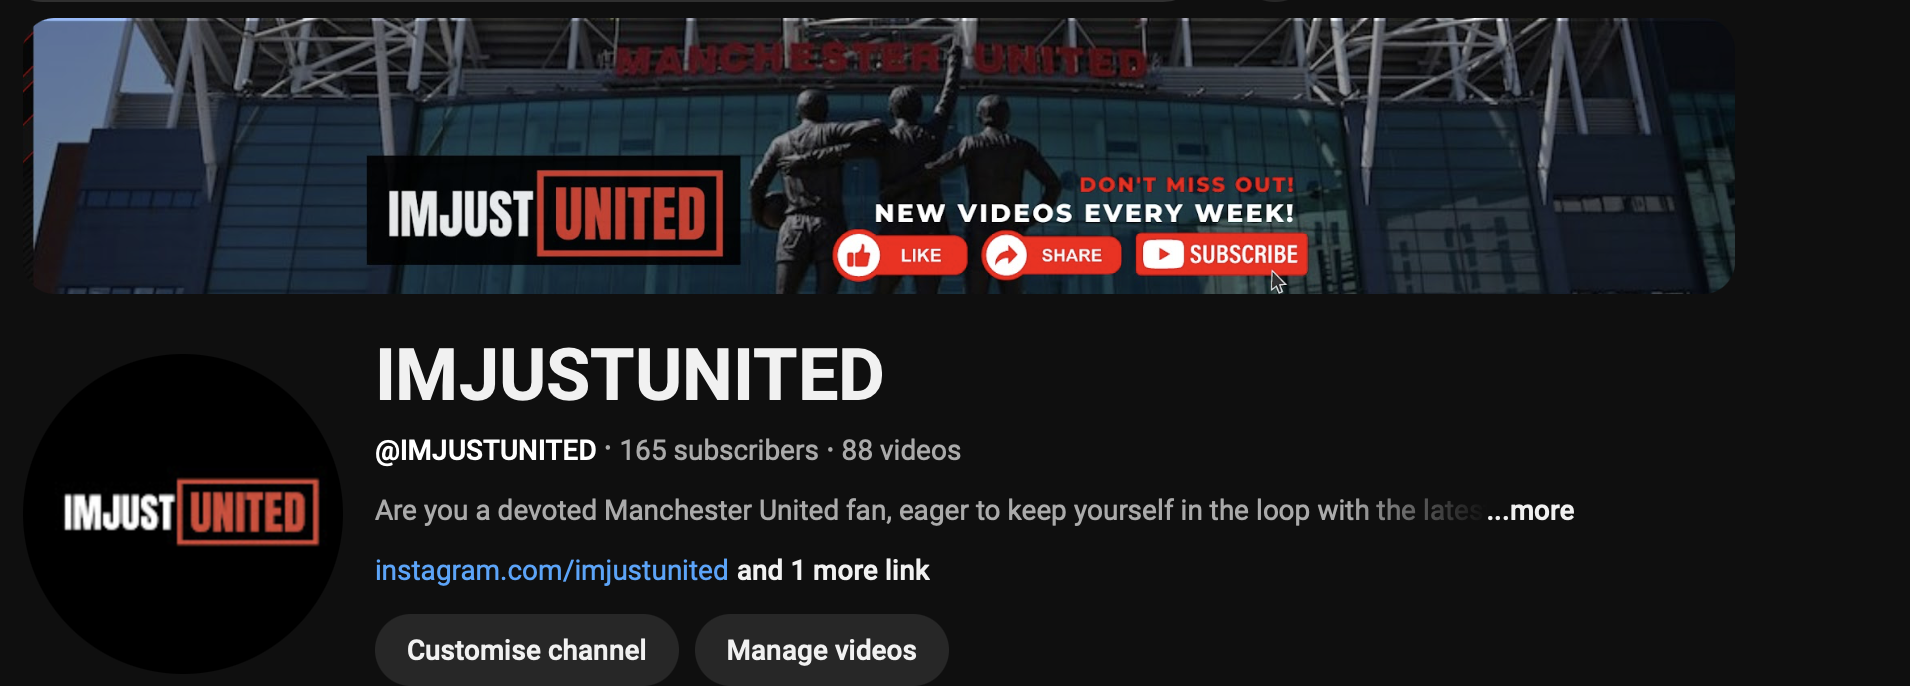 MANCHESTER UNITED
IMJUST UNITED
DON'T MISS OUT!
NEW VIDEOS EVERY WEEK!
LIKE SHARE SUBSCRIBE
IMJUSTUNITED
@IMJUSTUNITED · 165 subscribers · 88 videos
IMJUST UNITED
Are you a devoted Manchester United fan, eager to keep yourself in the loop with the lates ...more
instagram.com/imjustunited and 1 more link
Customise channel Manage videos